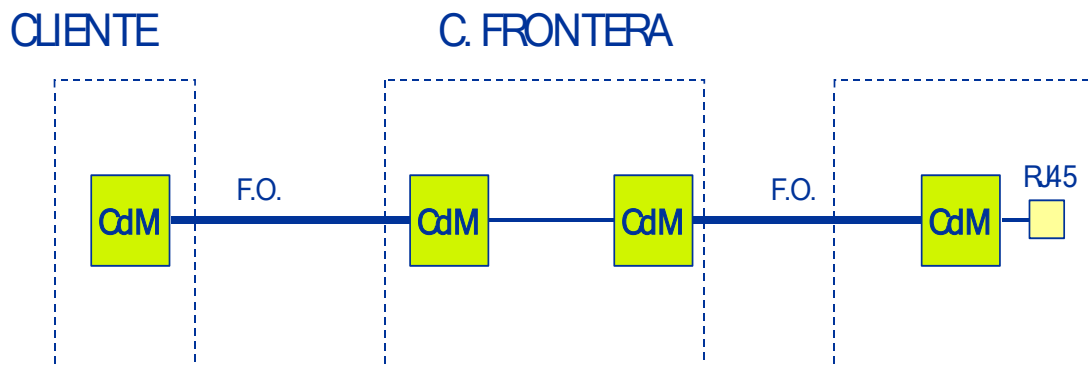 CLIENTE
C. FRONTERA
F.O.
F.O.
RJ45
CdM
CdM
CdM
CdM